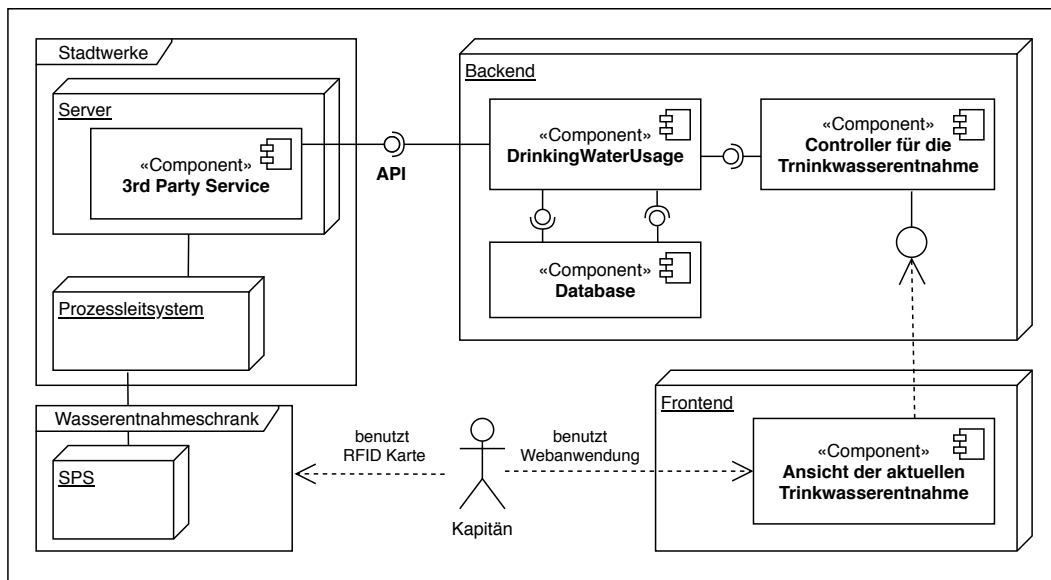 Stadtwerke
Server
«Component»
3rd Party Service
API
Prozessleitsystem
Backend
«Component»
DrinkingWaterUsage
«Component»
Controller für die
Trninkwasserentnahme
«Component»
Database
Wasserentnahmeschrank
SPS
benutzt
RFID Karte
Kapitän
benutzt
Webanwendung
Frontend
«Component»
Ansicht der aktuellen
Trinkwasserentnahme